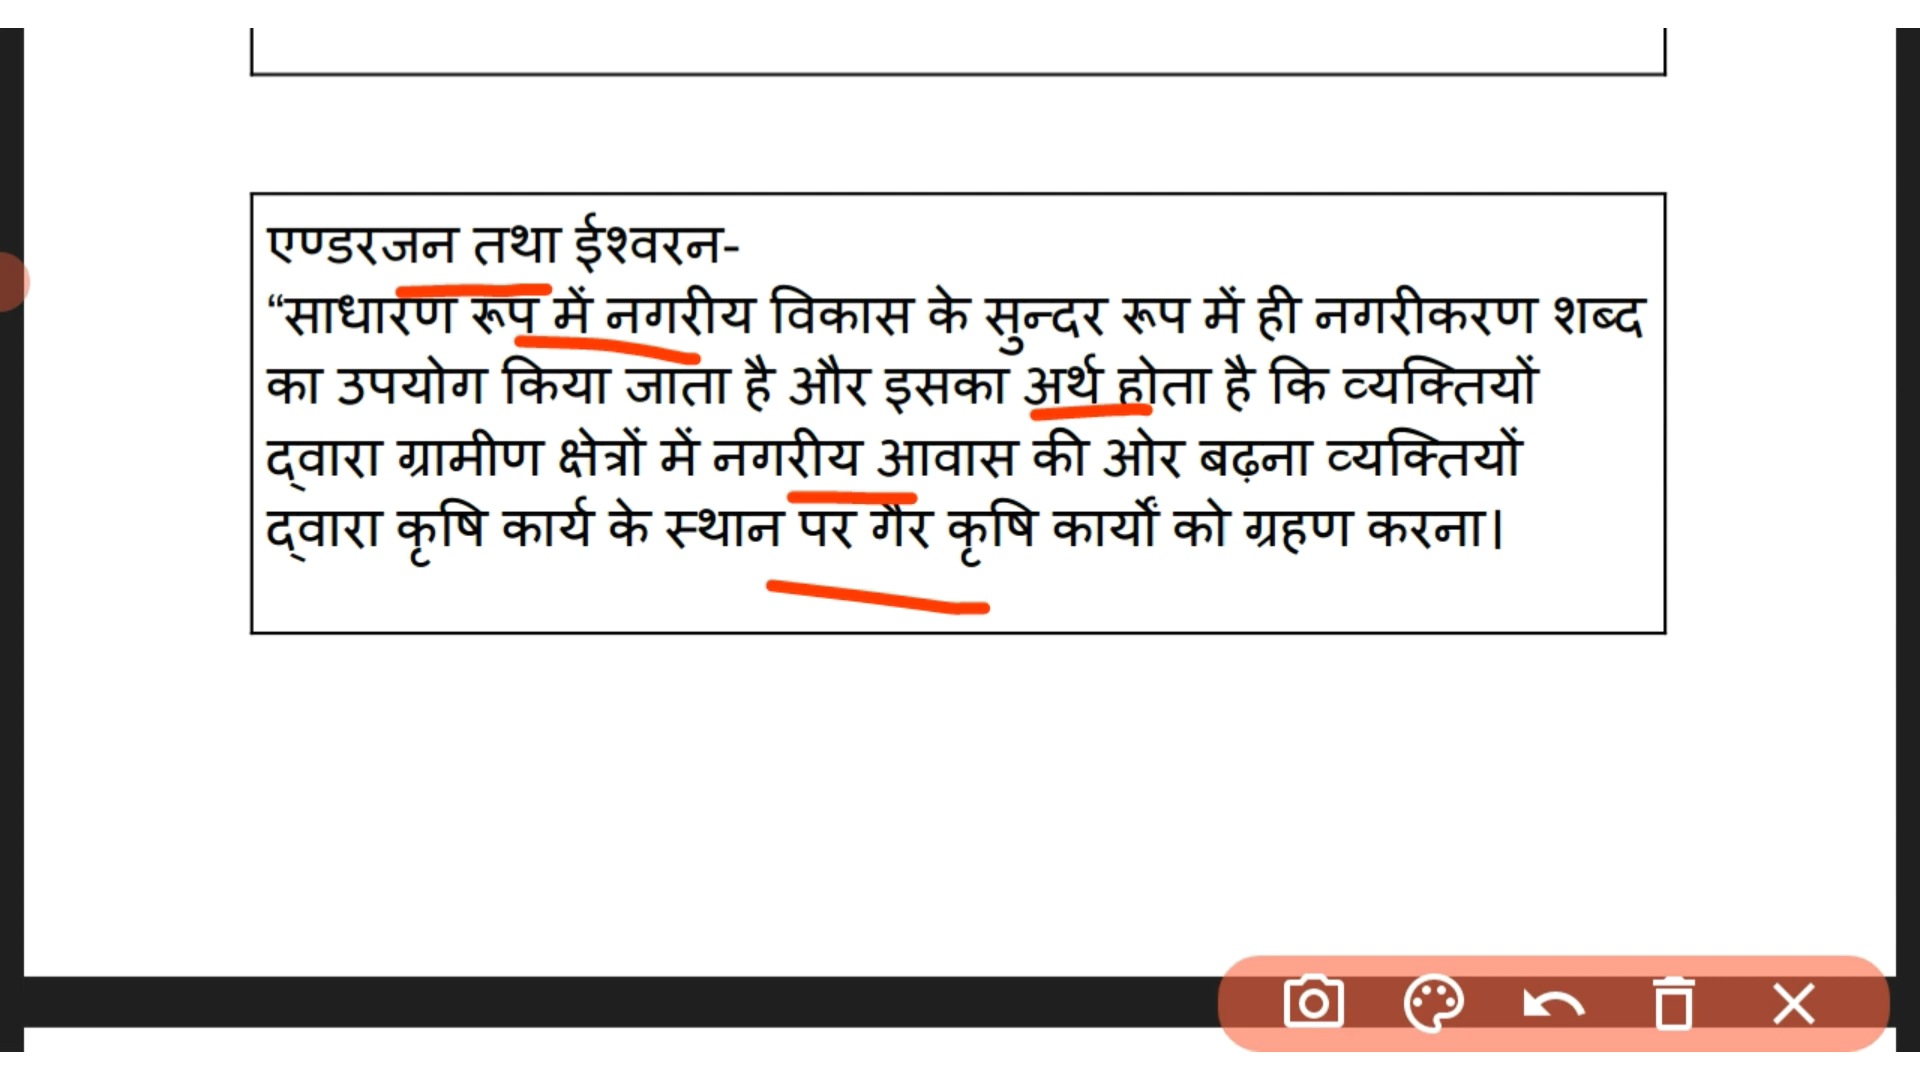 एण्डरजन तथा ईश्वरन-
“साधारण रूप में नगरीय विकास के सुन्दर रूप में ही नगरीकरण शब्द
का उपयोग किया जाता है और इसका अर्थ होता है कि व्यक्तियों
द्वारा ग्रामीण क्षेत्रों में नगरीय आवास की ओर बढ़ना व्यक्तियों
द्वारा कृषि कार्य के स्थान पर गैर कृषि कार्यों को ग्रहण करना।